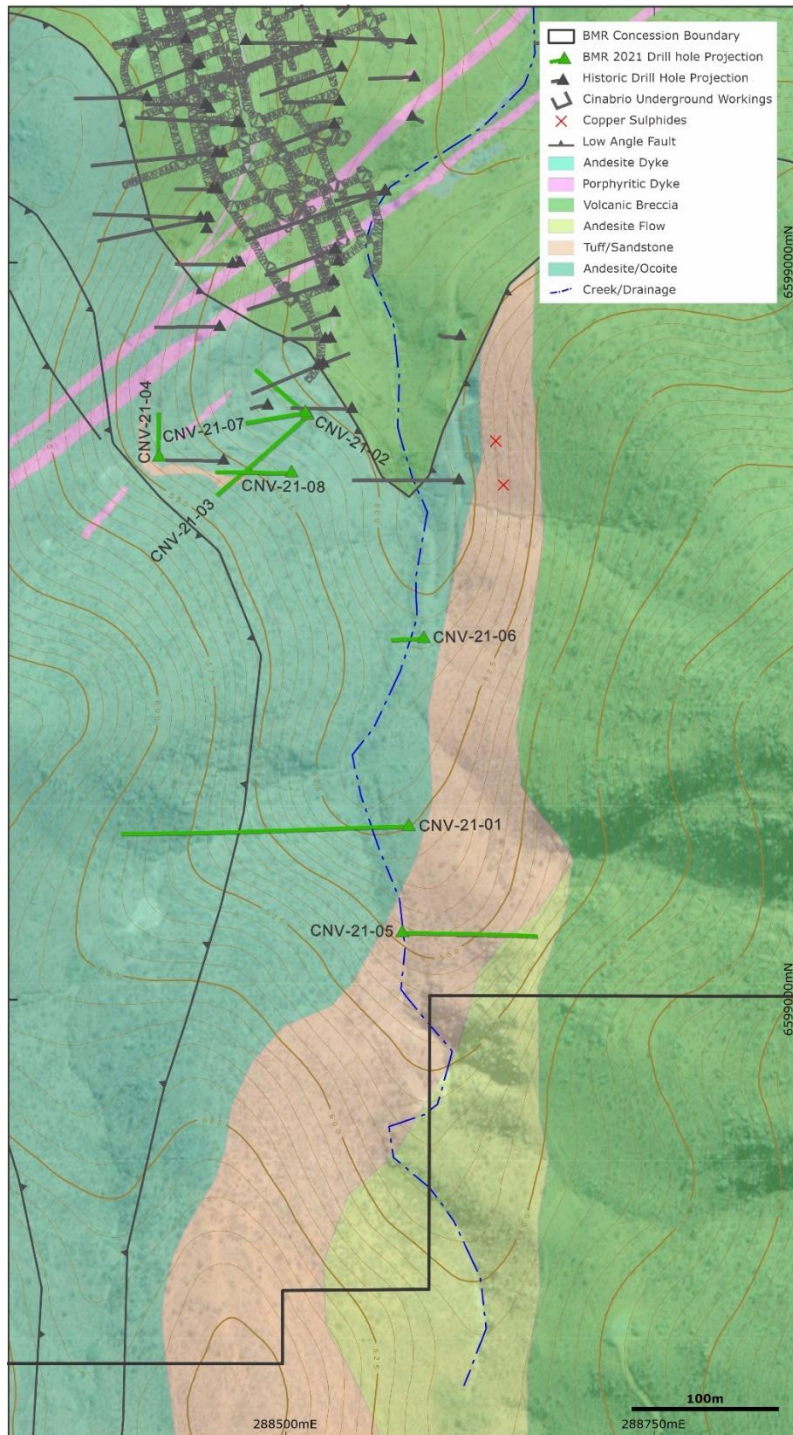 BMR Concession Boundary
BMR 2021 Drill hole Projection
Historic Drill Hole Projection
Cinabrio Underground Workings
Copper Sulphides
Low Angle Fault
Andesite Dyke
Porphyritic Dyke
Volcanic Breccia
Andesite Flow
Tuff/Sandstone
Andesite/Ocoite
Creek/Drainage
6599000mN
CNV-21-04
CNV-21-07
CNV-21-02
CNV-21-08
CNV-21-03
CNV-21-06
CNV-21-01
CNV-21-05
6599000mN
100m
288500mE
288750mE